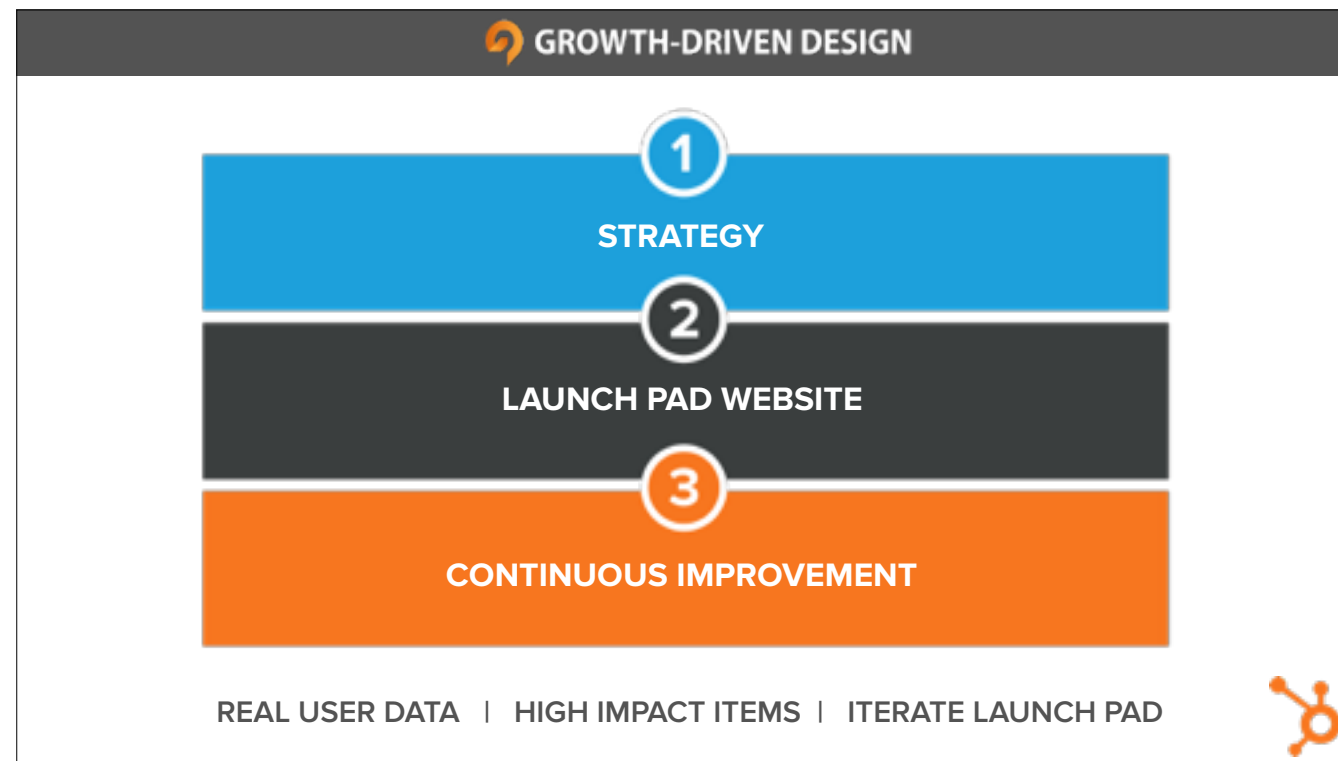 GROWTH-DRIVEN DESIGN
1
STRATEGY
2
LAUNCH PAD WEBSITE
3
CONTINUOUS IMPROVEMENT
REAL USER DATA | HIGH IMPACT ITEMS | ITERATE LAUNCH PAD